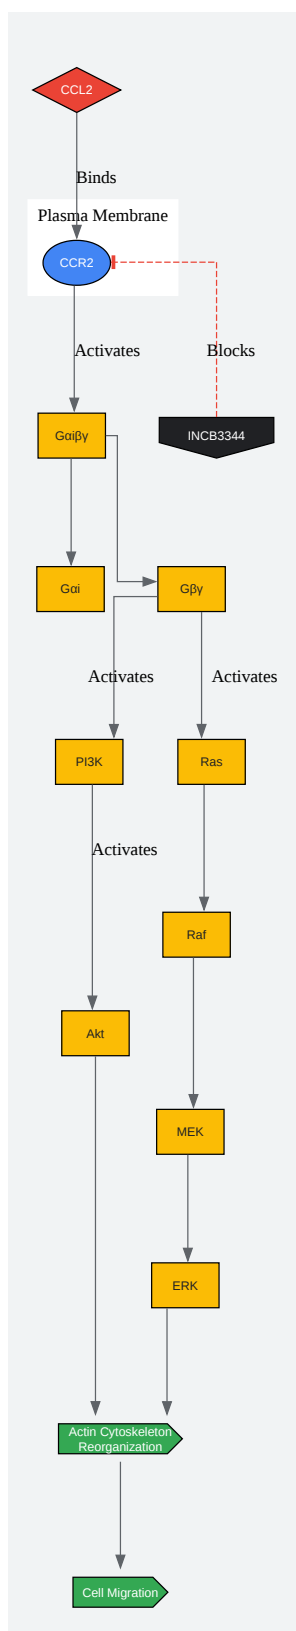 CCL2
Binds
Plasma Membrane
CCR2
Activates
Blocks
Gαiβγ
INCB3344
Gαi
Gβγ
Activates
Activates
PI3K
Ras
Activates
Raf
Akt
MEK
ERK
Actin Cytoskeleton
Reorganization
Cell Migration